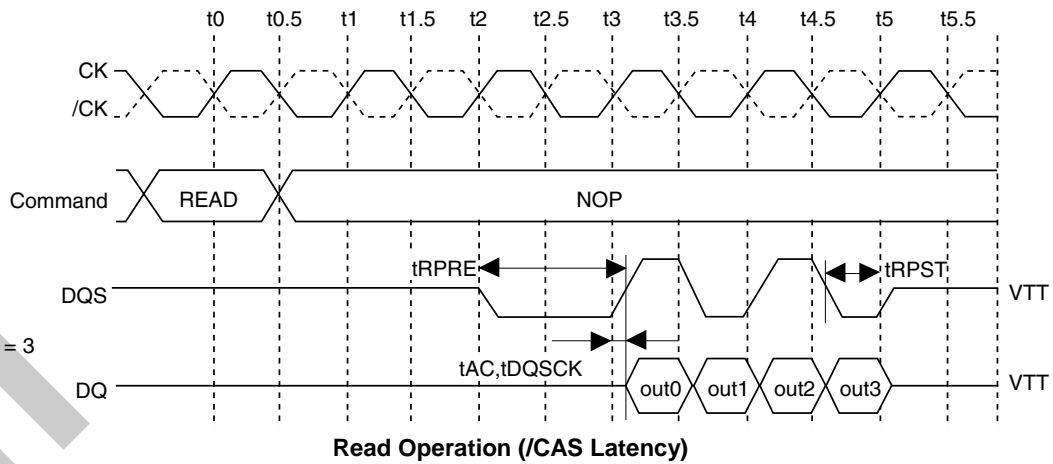 t0 t0.5 t1 t1.5 t2 t2.5 t3 t3.5 t4 t4.5 t5 t5.5
CK
/CK
Command READ NOP
tRPRE tRPST
DQS VTT
= 3
tAC,tDQSCK
DQ out0 out1 out2 out3 VTT
Read Operation (/CAS Latency)